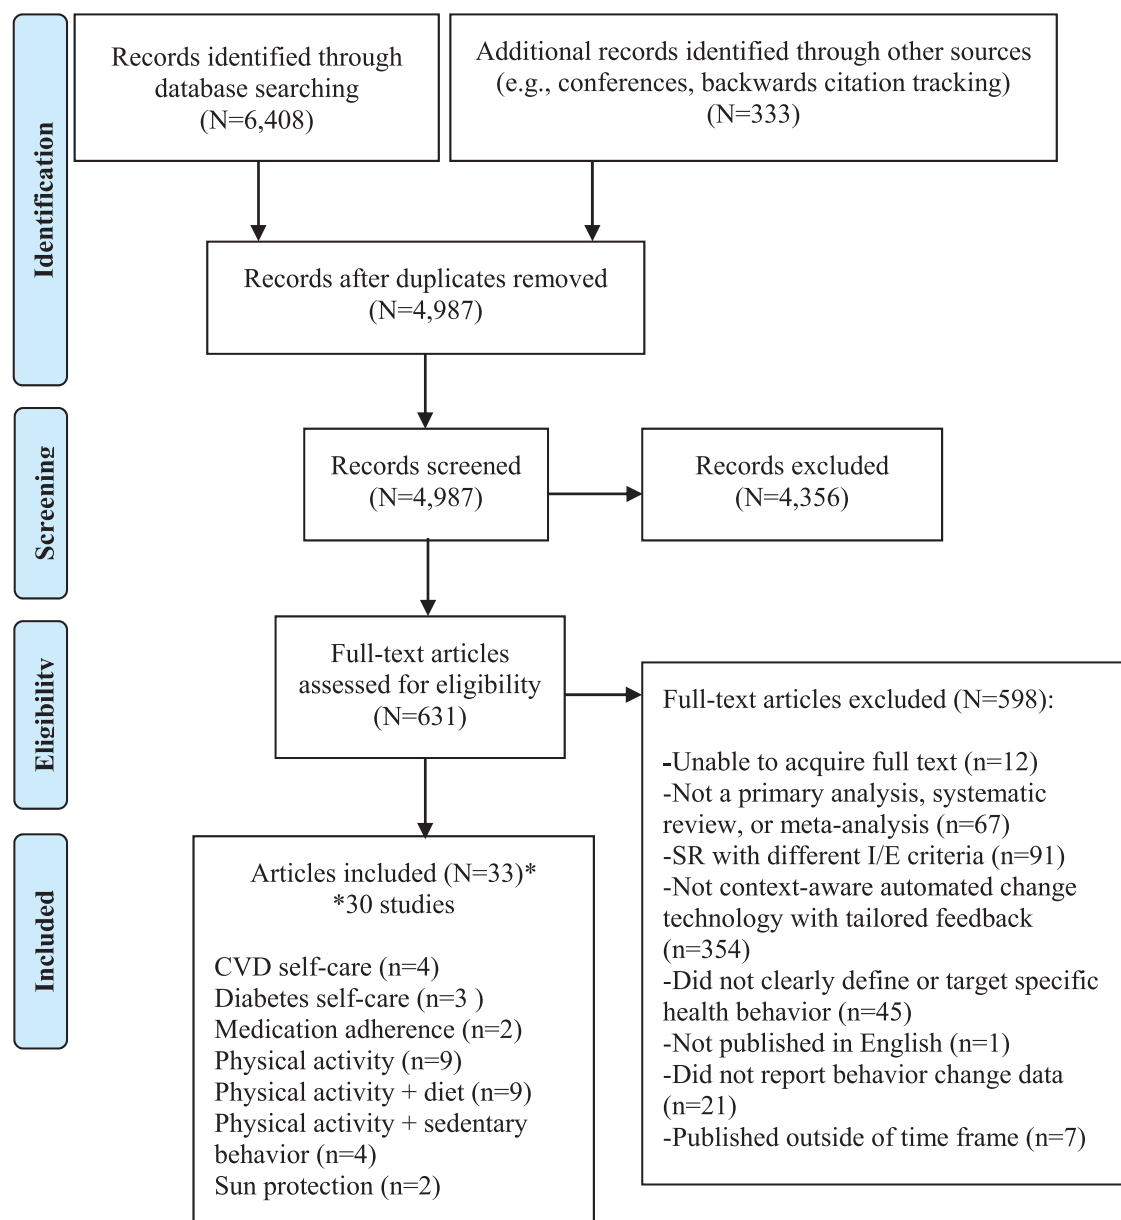 Identification
Records identified through
database searching
(N=6,408)
Additional records identified through other sources
(e.g., conferences, backwards citation tracking)
(N=333)
Records after duplicates removed
(N=4,987)
Screening
Records screened
(N=4,987)
Records excluded
(N=4,356)
Eligibility
Full-text articles
assessed for eligibility
(N=631)
Full-text articles excluded (N=598):
-Unable to acquire full text (n=12)
-Not a primary analysis, systematic
review, or meta-analysis (n=67)
-SR with different I/E criteria (n=91)
-Not context-aware automated change
technology with tailored feedback
(n=354)
-Did not clearly define or target specific
health behavior (n=45)
-Not published in English (n=1)
-Did not report behavior change data
(n=21)
-Published outside of time frame (n=7)
Included
Articles included (N=33)*
*30 studies
CVD self-care (n=4)
Diabetes self-care (n=3 )
Medication adherence (n=2)
Physical activity (n=9)
Physical activity + diet (n=9)
Physical activity + sedentary
behavior (n=4)
Sun protection (n=2)